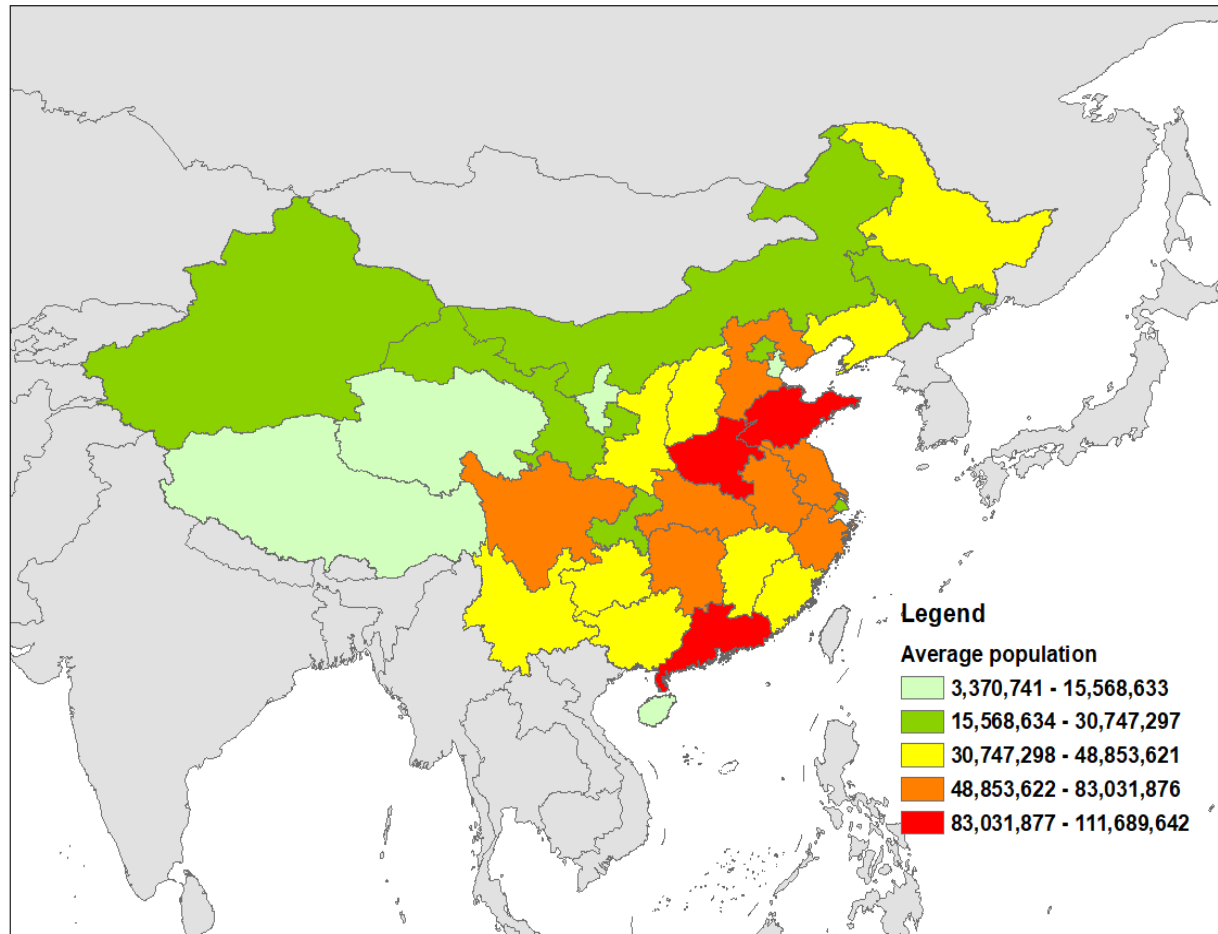 Legend
Average population
3,370,741 - 15,568,633
15,568,634 - 30,747,297
30,747,298 - 48,853,621
48,853,622 - 83,031,876
83,031,877 - 111,689,642